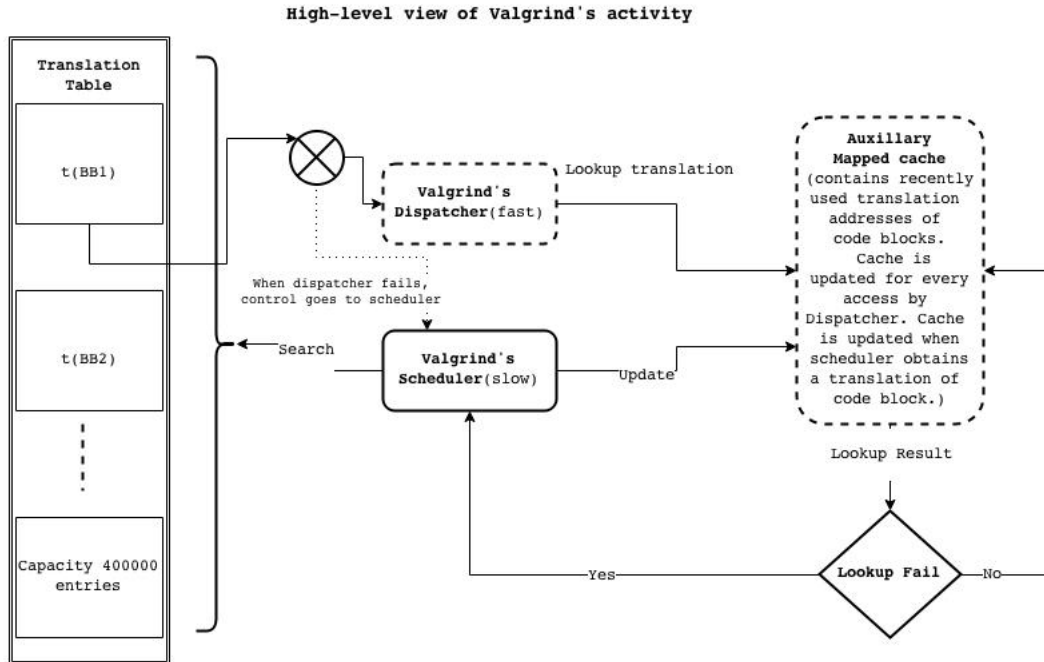 High-level view of Valgrind's activity
Translation
Table
t(BB1)
t(BB2)
Capacity 400000
entries
Valgrind's
Dispatcher(fast)
Lookup translation
When dispatcher fails,
control goes to scheduler
Search
Valgrind's
Scheduler(slow)
Update
Auxillary
Mapped cache
(contains recently
used translation
addresses of
code blocks.
Cache is
updated for every
access by
Dispatcher. Cache
is updated when
scheduler obtains
a translation of
code block.)
Lookup Result
Lookup Fail
Yes
No